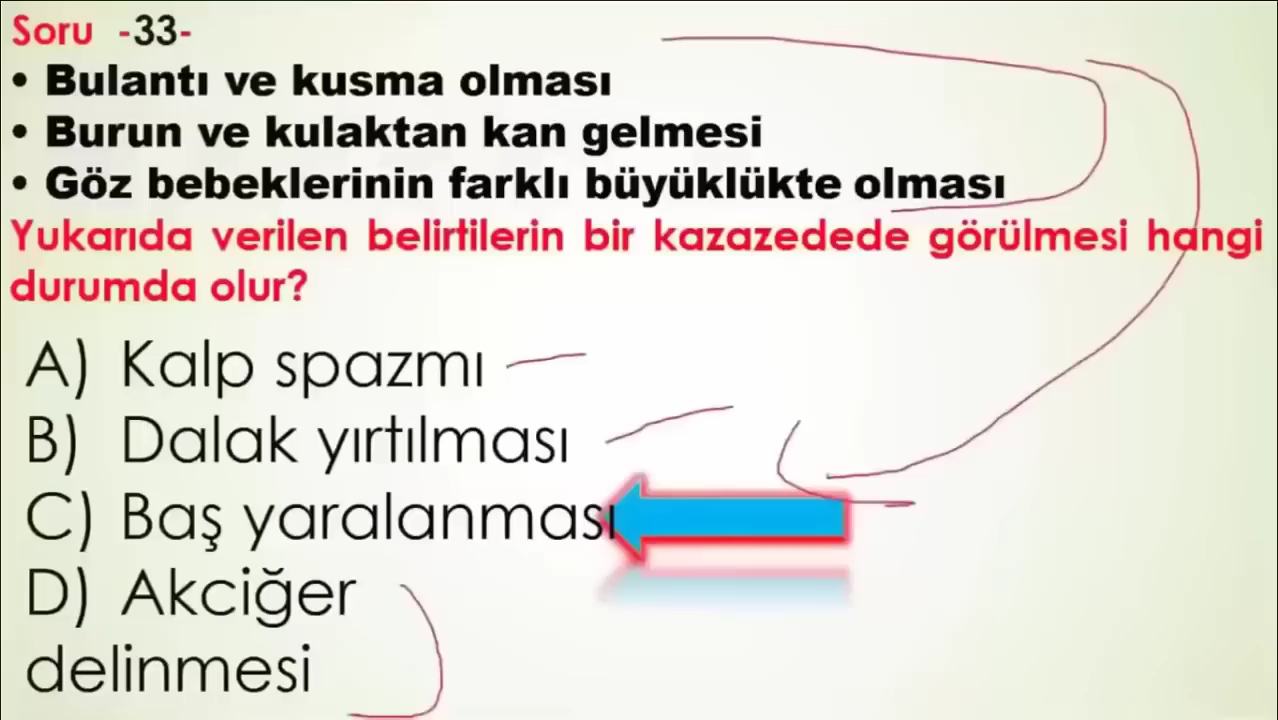 Soru -33-
• Bulantı ve kusma olması
• Burun ve kulaktan kan gelmesi
• Göz bebeklerinin farklı büyüklükte olması
Yukarıda verilen belirtilerin bir kazazedede görülmesi hangi
durumda olur?
A) Kalp spazmı
B) Dalak yırtılması
C) Baş yaralanması
D) Akciğer
delinmesi